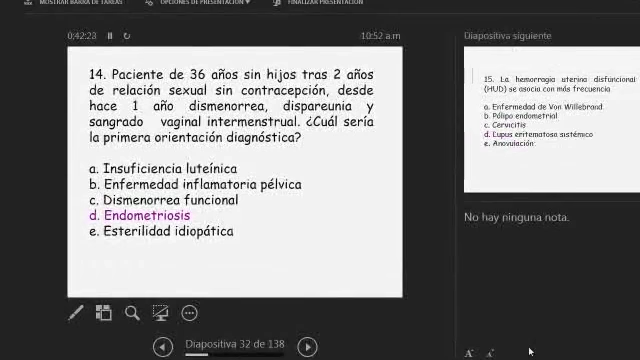 MOSTRAR BARRA DE TAREAS OPCIONES DE PRESENTACIÓN FINALIZAR PRESENTACIÓN
0:42:23 10:52 a.m
14. Paciente de 36 años sin hijos tras 2 años
de relación sexual sin contracepción, desde
hace 1 año dismenorrea, dispareunia y
sangrado vaginal intermenstrual. ¿Cuál sería
la primera orientación diagnóstica?
a. Insuficiencia luteínica
b. Enfermedad inflamatoria pélvica
c. Dismenorrea funcional
d. Endometriosis
e. Esterilidad idiopática
Diapositiva 32 de 138
Diapositiva siguiente
15. La hemorragia uterina disfuncional
(HUD) se asocia con más frecuencia
a. Enfermedad de Von Willebrand
b. Pólipo endometrial
c. Cervicitis
d. Lupus eritematoso sistémico
e. Anovulación
No hay ninguna nota.
A A